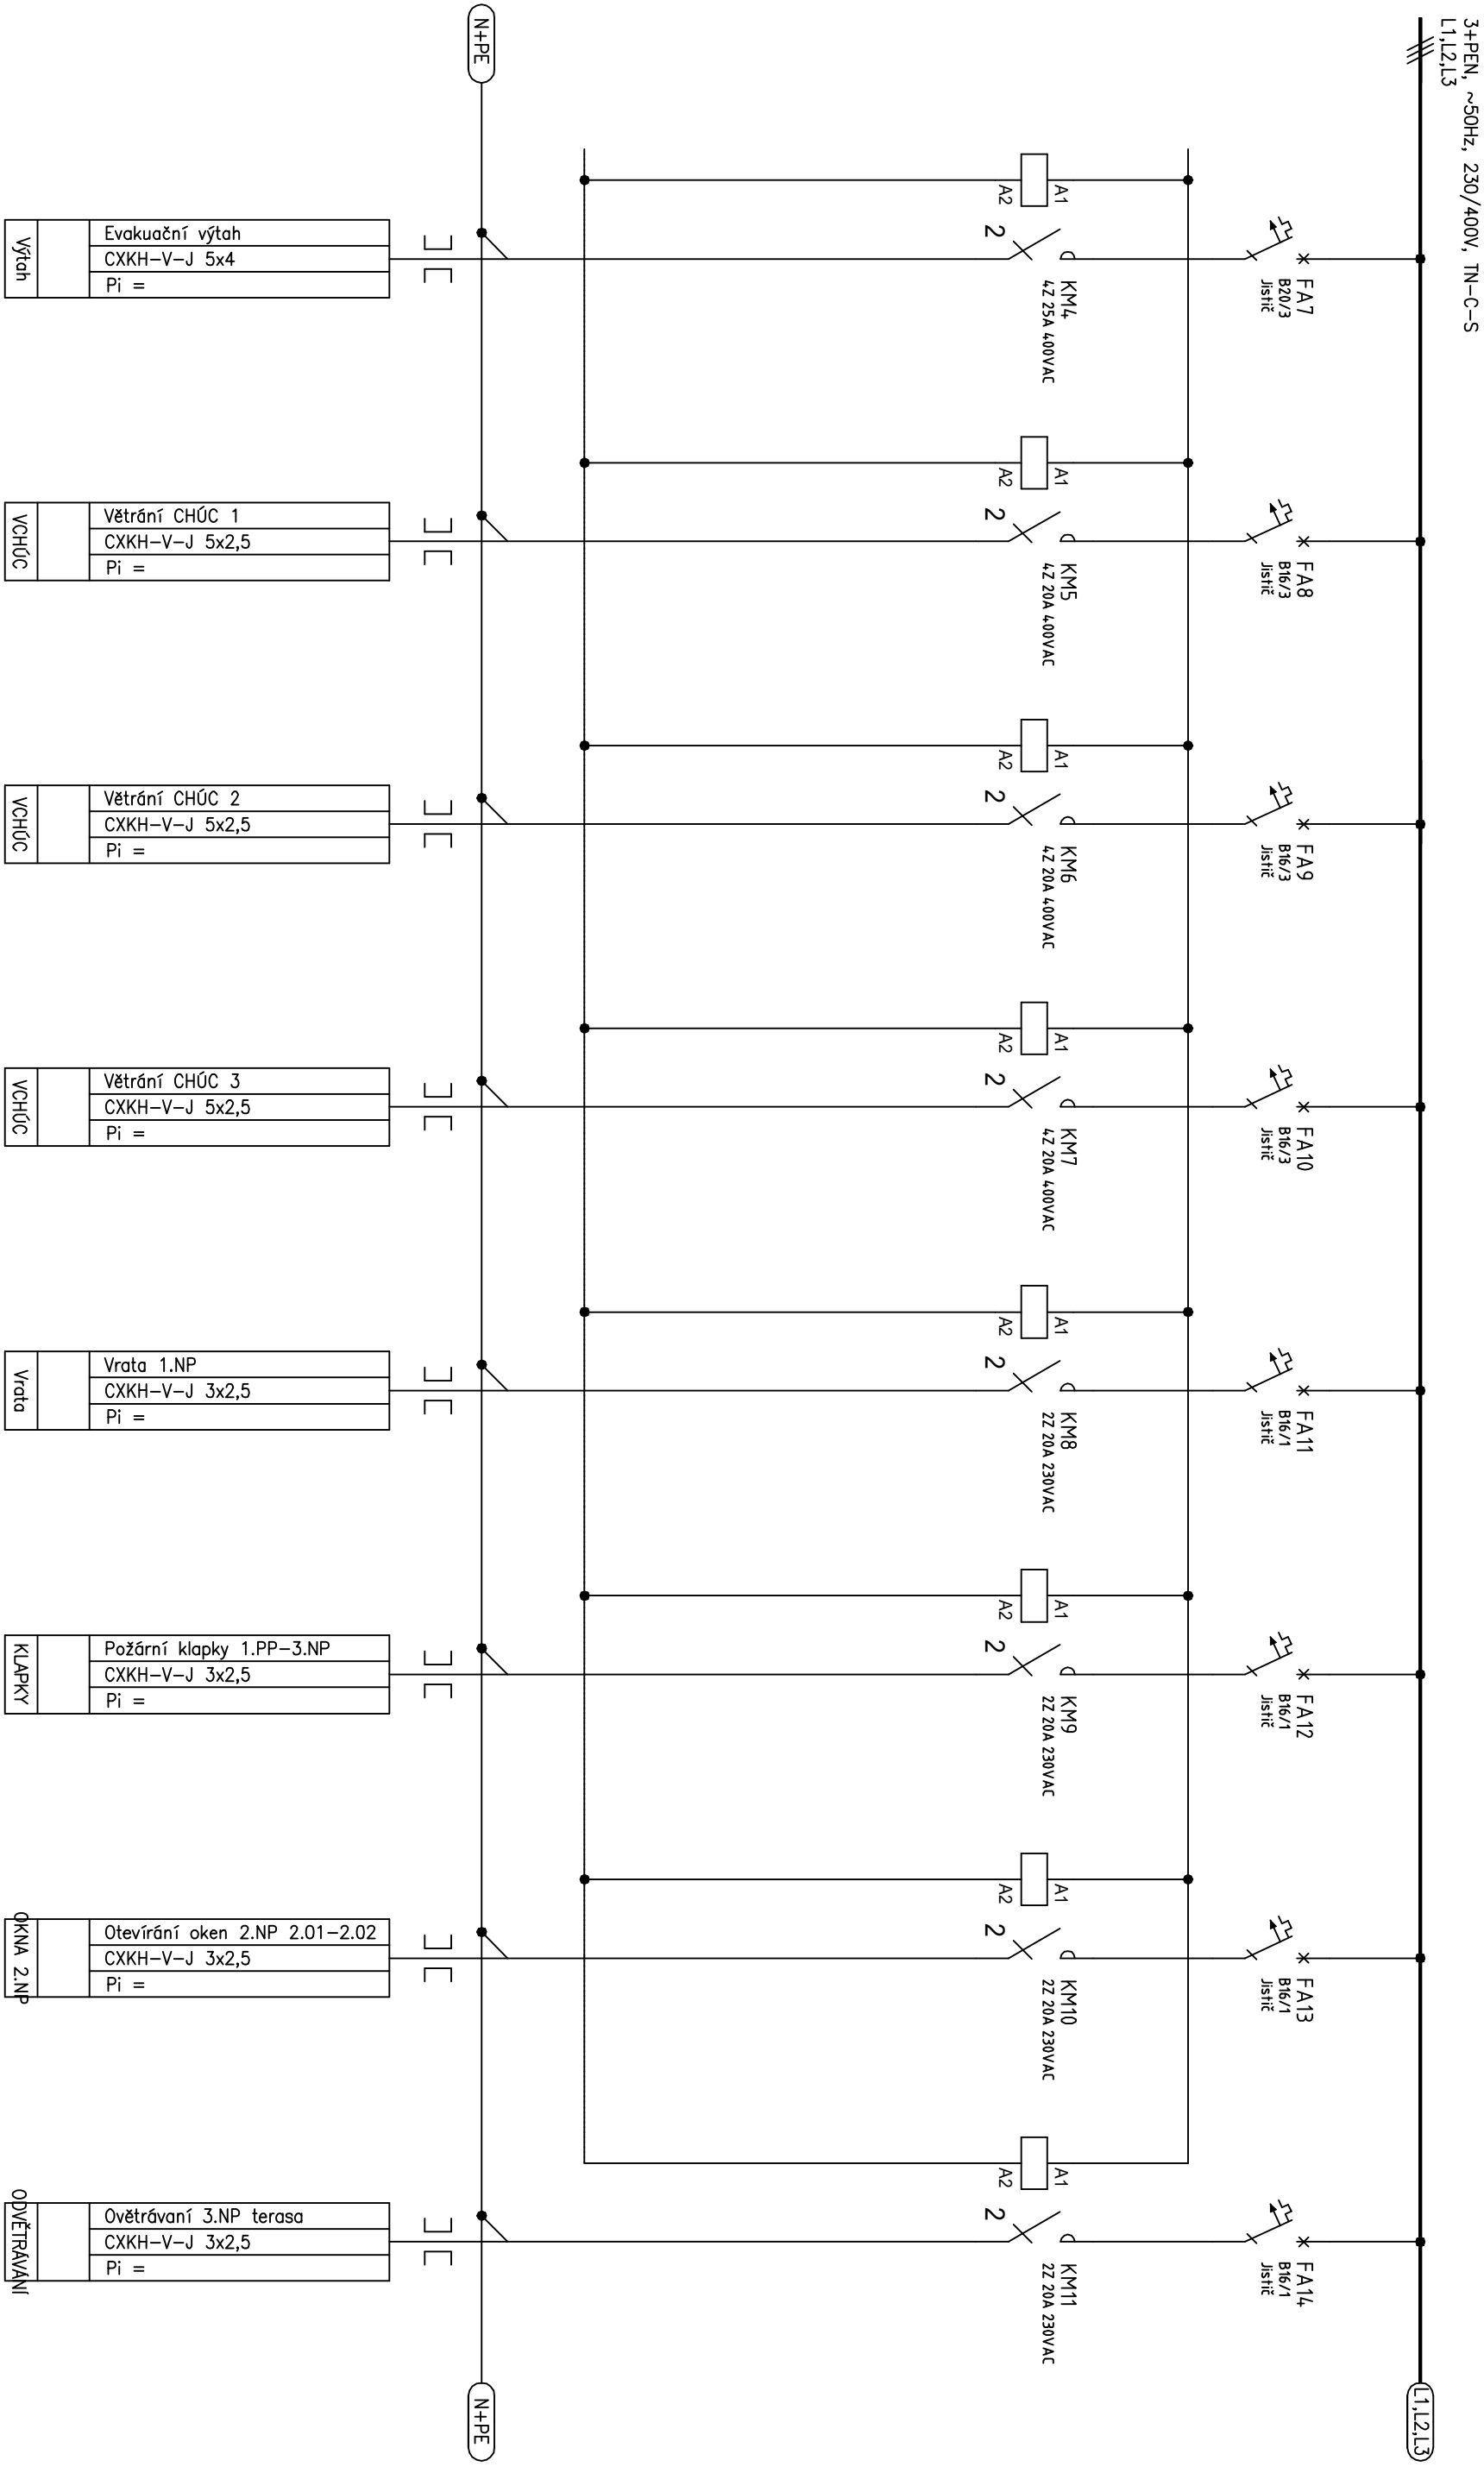 3+PEN, ~50Hz, 230/400V, TN-C-S
L1,L2,L3
N+PE
A1
A2
2
FA7
B20/3
Jistič
KM4
4Z 25A 400VAC
Evakuační výtah
CXKH-V-J 5x4
Pi =
Výtah
A1
A2
2
FA8
B16/3
Jistič
KM5
4Z 20A 400VAC
Větrání CHÚC 1
CXKH-V-J 5x2,5
Pi =
VCHÚC
A1
A2
2
FA9
B16/3
Jistič
KM6
4Z 20A 400VAC
Větrání CHÚC 2
CXKH-V-J 5x2,5
Pi =
VCHÚC
A1
A2
2
FA10
B16/3
Jistič
KM7
4Z 20A 400VAC
Větrání CHÚC 3
CXKH-V-J 5x2,5
Pi =
VCHÚC
A1
A2
2
FA11
B16/1
Jistič
KM8
2Z 20A 230VAC
Vrata 1.NP
CXKH-V-J 3x2,5
Pi =
Vrata
A1
A2
2
FA12
B16/1
Jistič
KM9
2Z 20A 230VAC
Požární klapky 1.PP-3.NP
CXKH-V-J 3x2,5
Pi =
KLAPKY
A1
A2
2
FA13
B16/1
Jistič
KM10
2Z 20A 230VAC
Otevírání oken 2.NP 2.01-2.02
CXKH-V-J 3x2,5
Pi =
OKNA 2.NP
A1
A2
2
FA14
B16/1
Jistič
KM11
2Z 20A 230VAC
Ovětrávaní 3.NP terasa
CXKH-V-J 3x2,5
Pi =
ODVĚTRÁVÁNÍ
L1,L2,L3
N+PE